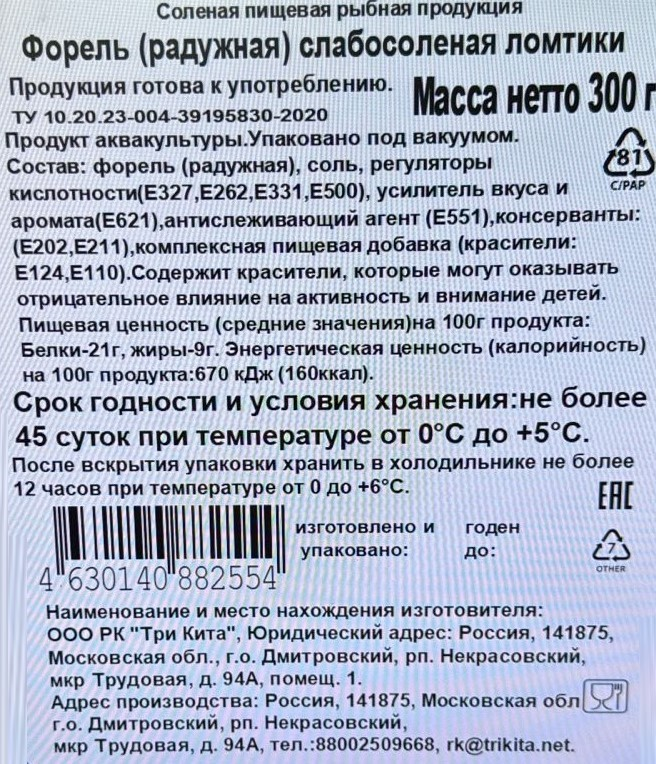 Соленая пищевая рыбная продукция
Форель (радужная) слабосоленая ломтики
Продукция готова к употреблению.
Масса нетто 300 г
ТУ 10.20.23-004-39195830-2020
Продукт аквакультуры.Упаковано под вакуумом.
Состав: форель (радужная), соль, регуляторы
кислотности(Е327,Е262,Е331,Е500), усилитель вкуса и
аромата(Е621),антислеживающий агент (Е551),консерванты:
(Е202,Е211),комплексная пищевая добавка (красители:
Е124,Е110).Содержит красители, которые могут оказывать
отрицательное влияние на активность и внимание детей.
81
C/PAP
Пищевая ценность (средние значения)на 100г продукта:
Белки-21г, жиры-9г. Энергетическая ценность (калорийность)
на 100г продукта:670 кДж (160ккал).
Срок годности и условия хранения:не более
45 суток при температуре от 0°С до +5°С.
После вскрытия упаковки хранить в холодильнике не более
12 часов при температуре от 0 до +6°С.
ЕАС
изготовлено и
упаковано:
годен
до:
7
OTHER
4 630140 882554
Наименование и место нахождения изготовителя:
ООО РК "Три Кита", Юридический адрес: Россия, 141875,
Московская обл., г.о. Дмитровский, рп. Некрасовский,
мкр Трудовая, д. 94А, помещ. 1.
Адрес производства: Россия, 141875, Московская обл
г.о. Дмитровский, рп. Некрасовский,
мкр Трудовая, д. 94А, тел.:88002509668, rk@trikita.net.